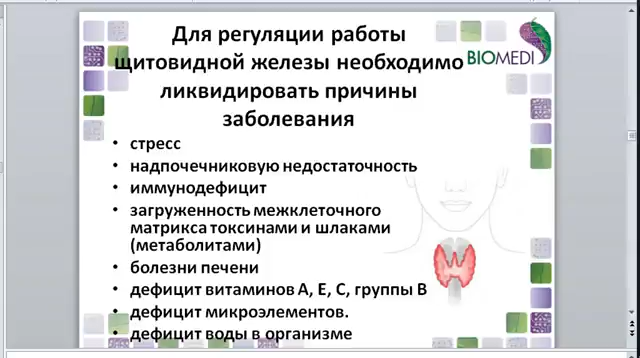 Для регуляции работы
щитовидной железы необходимо
ликвидировать причины
заболевания
BIOMEDI
• стресс
• надпочечниковую недостаточность
• иммунодефицит
• загруженность межклеточного
матрикса токсинами и шлаками
(метаболитами)
• болезни печени
• дефицит витаминов А, Е, С, группы В
• дефицит микроэлементов.
• дефицит воды в организме